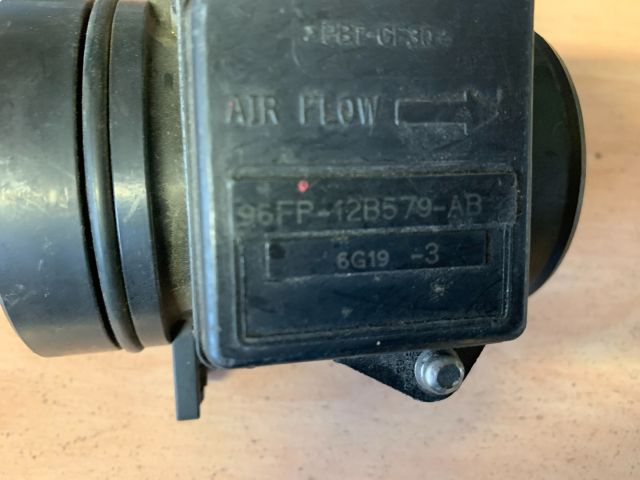 >PBT-GF30<
AIR FLOW
96FP-12B579-AB
6G19 -3